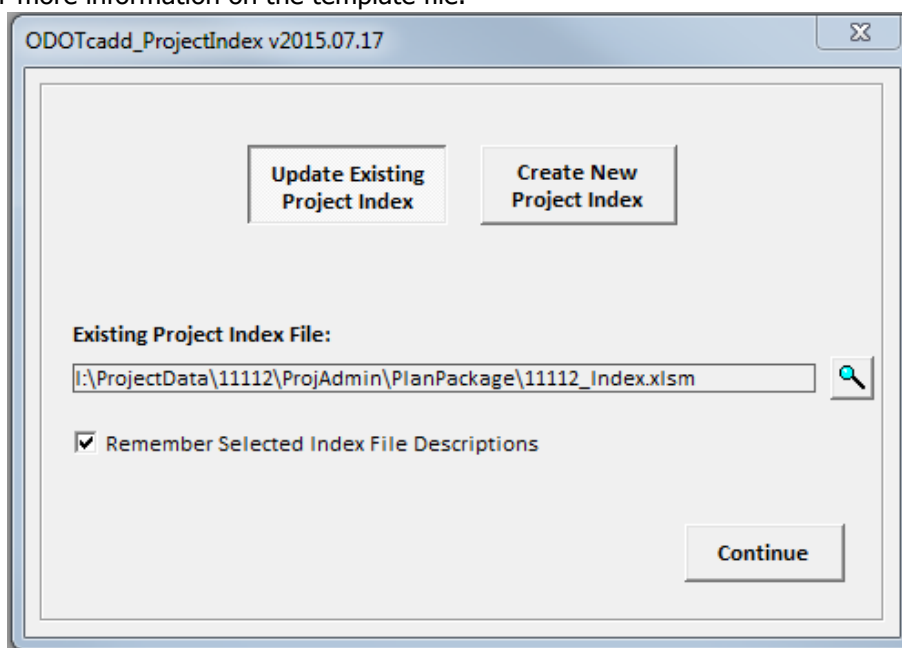 more information on the template file.
ODOTcadd_ProjectIndex v2015.07.17
Update Existing
Project Index
Create New
Project Index
Existing Project Index File:
I:\ProjectData\11112\ProjAdmin\PlanPackage\11112_Index.xlsm
Remember Selected Index File Descriptions
Continue